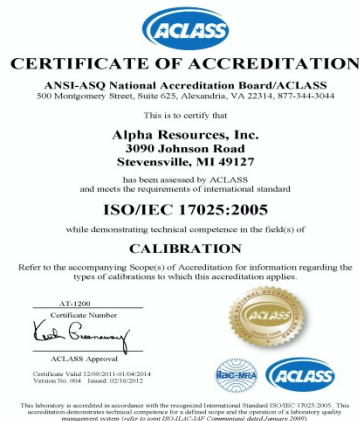 ACLASS
CERTIFICATE OF ACCREDITATION
ANSI-ASQ National Accreditation Board/ACLASS
500 Montgomery Street, Suite 625, Alexandria, VA 22314, 877-344-3044
This is to certify that
Alpha Resources, Inc.
3090 Johnson Road
Stevensville, MI 49127
has been assessed by ACLASS
and meets the requirements of international standard
ISO/IEC 17025:2005
while demonstrating technical competence in the field(s) of
CALIBRATION
Refer to the accompanying Scope(s) of Accreditation for information regarding the
types of calibrations to which this accreditation applies.
AT-1200
Certificate Number
Keith Greenaway
ACLASS Approval
Certificate Valid 12/09/2011-01/04/2014
Version No. 004 Issued: 02/16/2012
ACLASS
ilac-MRA
ACLASS
This laboratory is accredited in accordance with the recognized International Standard ISO/IEC 17025:2005. This
accreditation demonstrates technical competence for a defined scope and the operation of a laboratory quality
management system (refer to joint ISO-ILAC-IAF Communiqué dated January 2009).